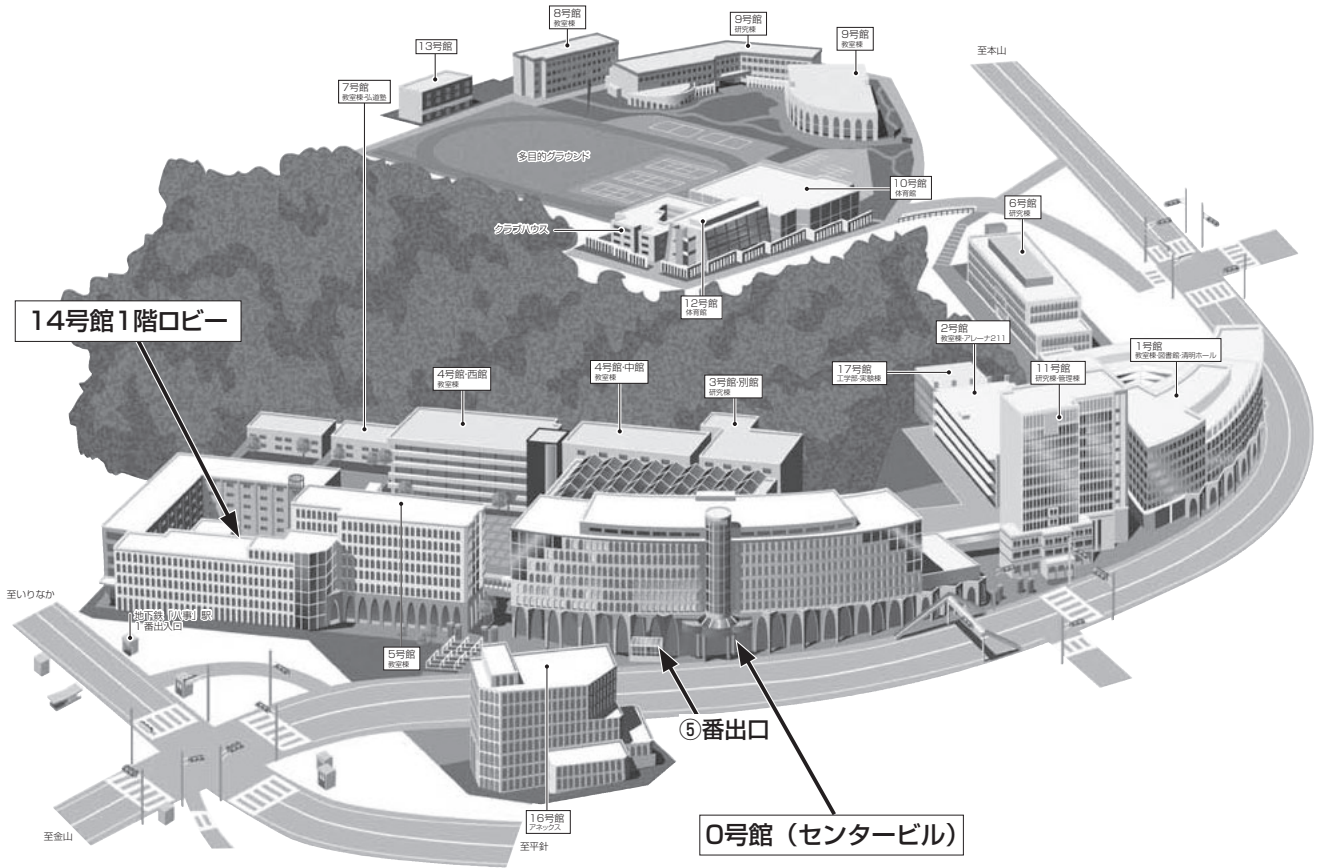 8号館
教室棟
9号館
研究棟
9号館
教室棟
13号館
至本山
7号館
教室棟・弘道塾
多目的グラウンド
10号館
体育館
6号館
研究棟
クラブハウス
12号館
体育館
14号館1階ロビー
2号館
教室棟・アレーナ211
1号館
教室棟・図書館・清明ホール
4号館・西館
教室棟
4号館・中館
教室棟
3号館・別館
研究棟
17号館
工学部・実験棟
11号館
研究棟・管理棟
至いりなか
地下鉄「八事」駅
1番出入口
5号館
教室棟
⑤番出口
16号館
アネックス
0号館（センタービル）
至金山
至平針